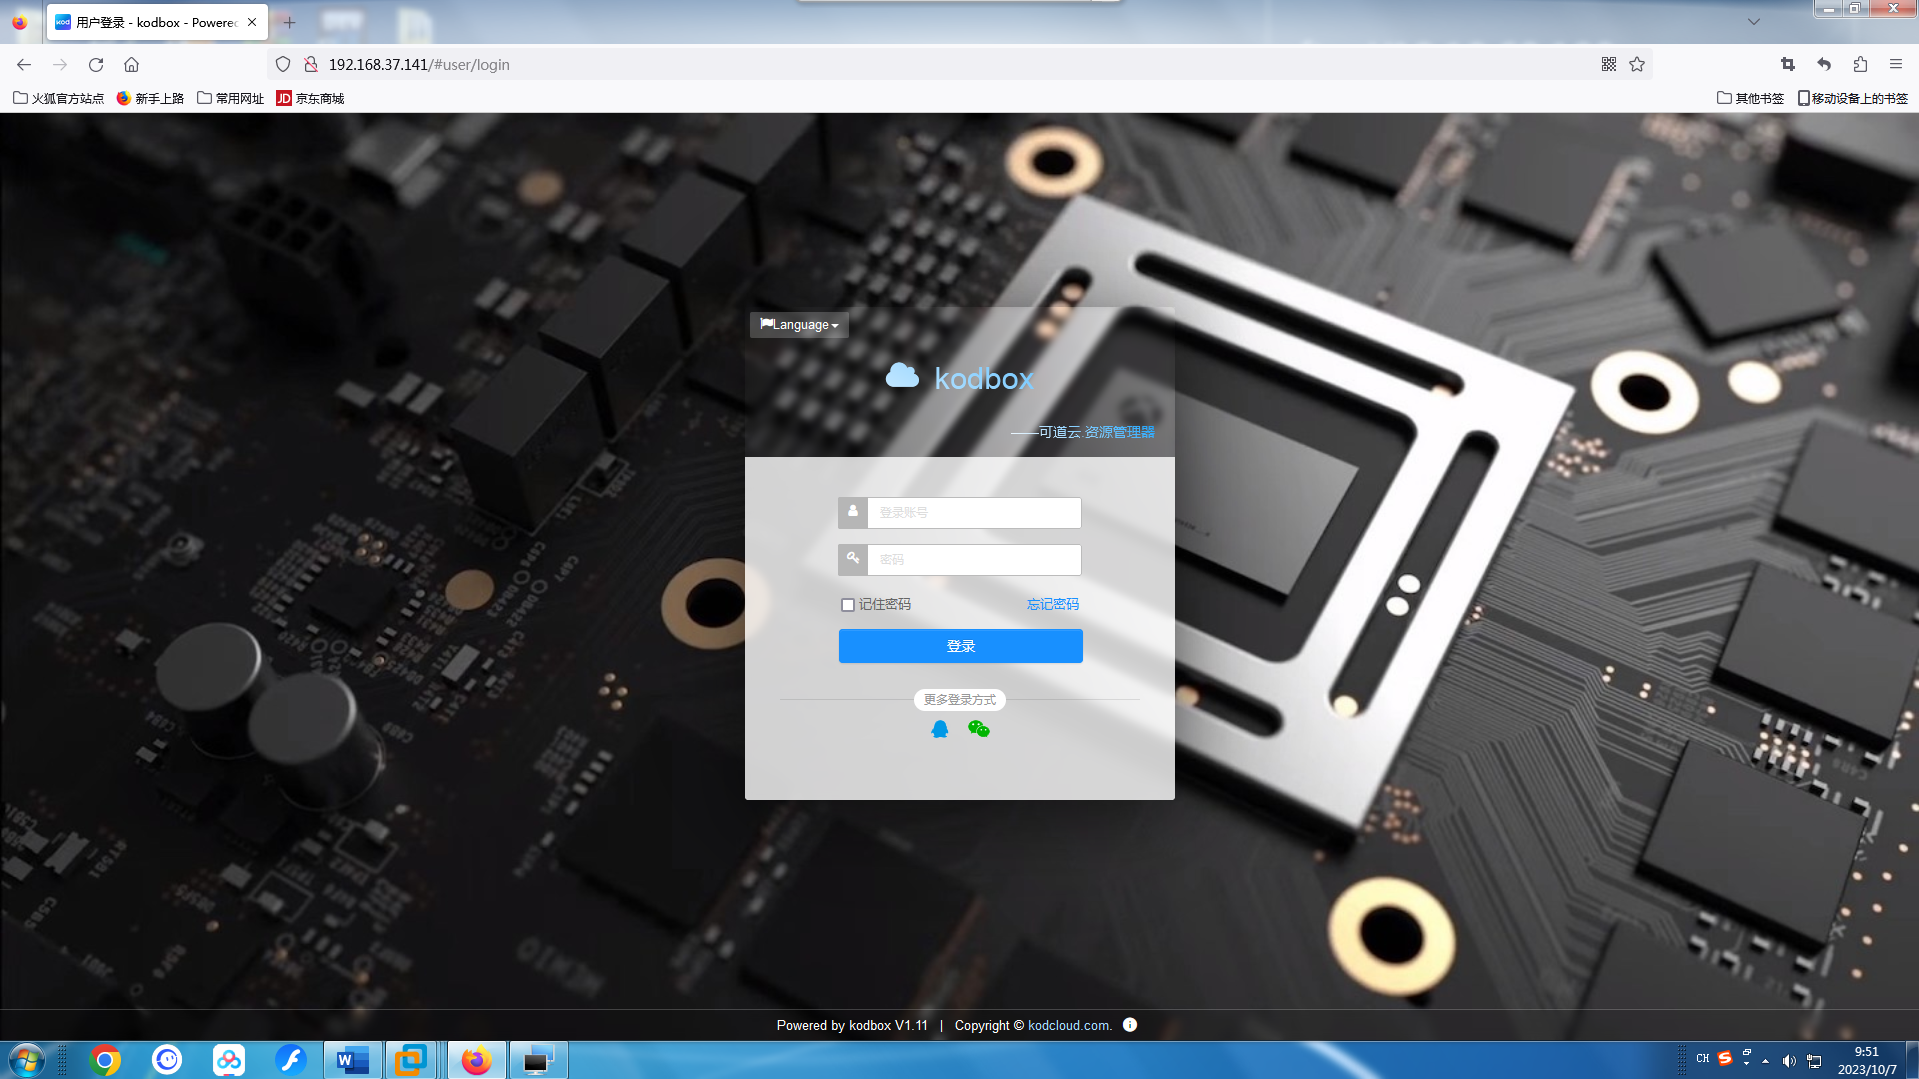 用户登录 - kodbox - Powered
192.168.37.141/#user/login
火狐官方站点
新手上路
常用网址
JD 京东商城
其他书签
移动设备上的书签
Language
kodbox
——可道云.资源管理器
登录账号
密码
记住密码
忘记密码
登录
更多登录方式
Powered by kodbox V1.11 | Copyright © kodcloud.com.
CH
9:51
2023/10/7